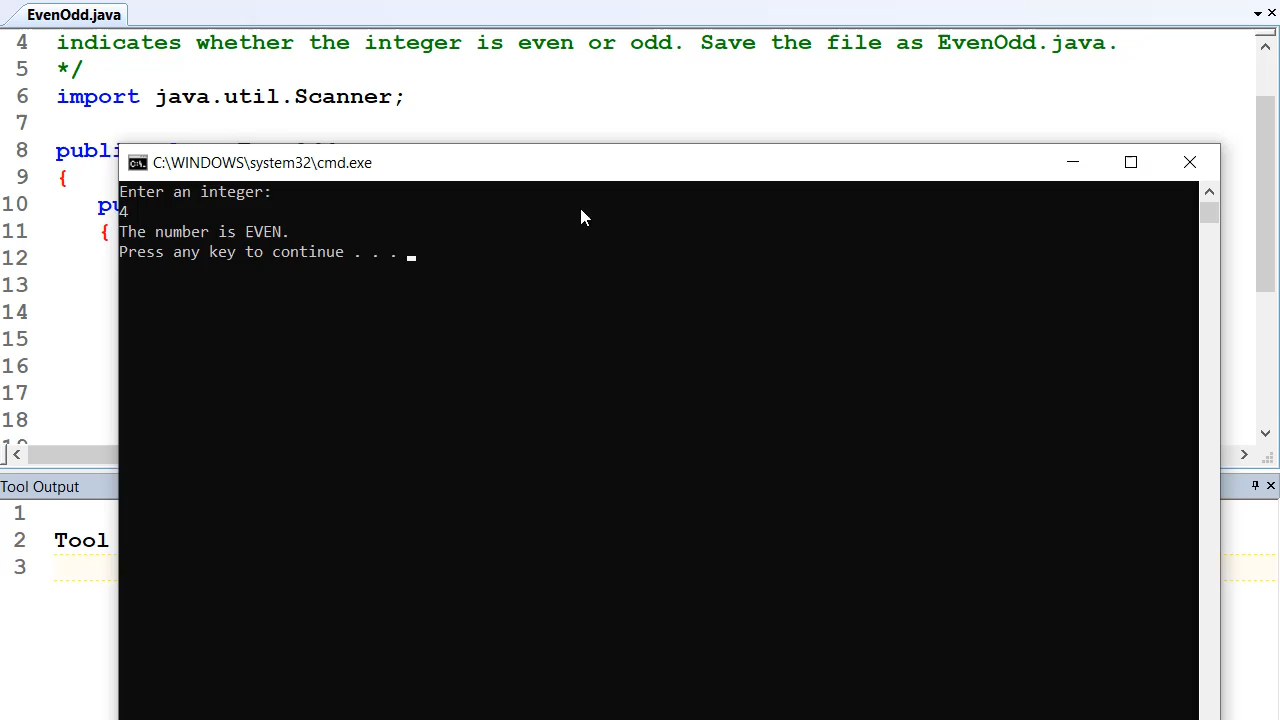 EvenOdd.java
4 indicates whether the integer is even or odd. Save the file as EvenOdd.java.
5 */
6 import java.util.Scanner;
7
8 publi
C:\WINDOWS\system32\cmd.exe
9 {
Enter an integer:
10 pu
4
11 {
The number is EVEN.
12
Press any key to continue . . .
13
14
15
16
17
18
Tool Output
1
2 Tool
3